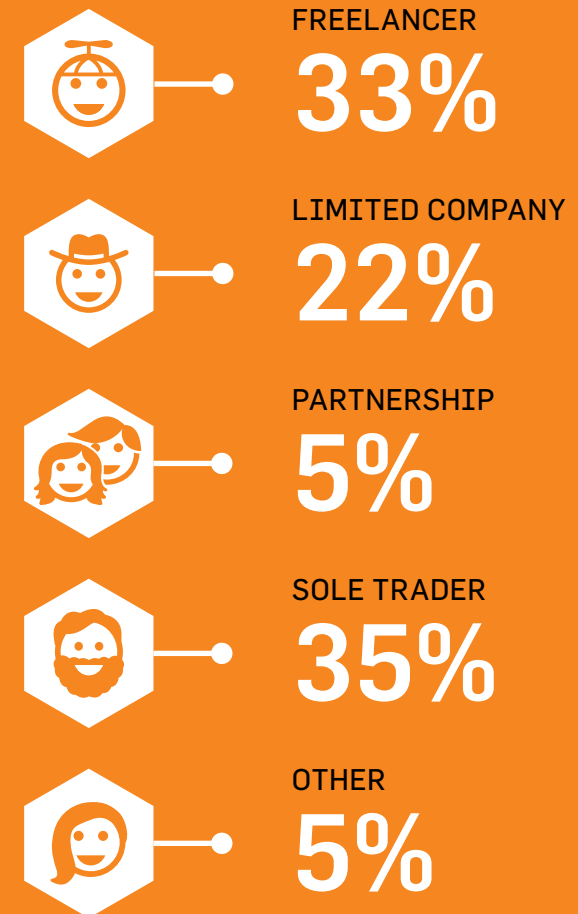 FREELANCER
33%
LIMITED COMPANY
22%
PARTNERSHIP
5%
SOLE TRADER
35%
OTHER
5%